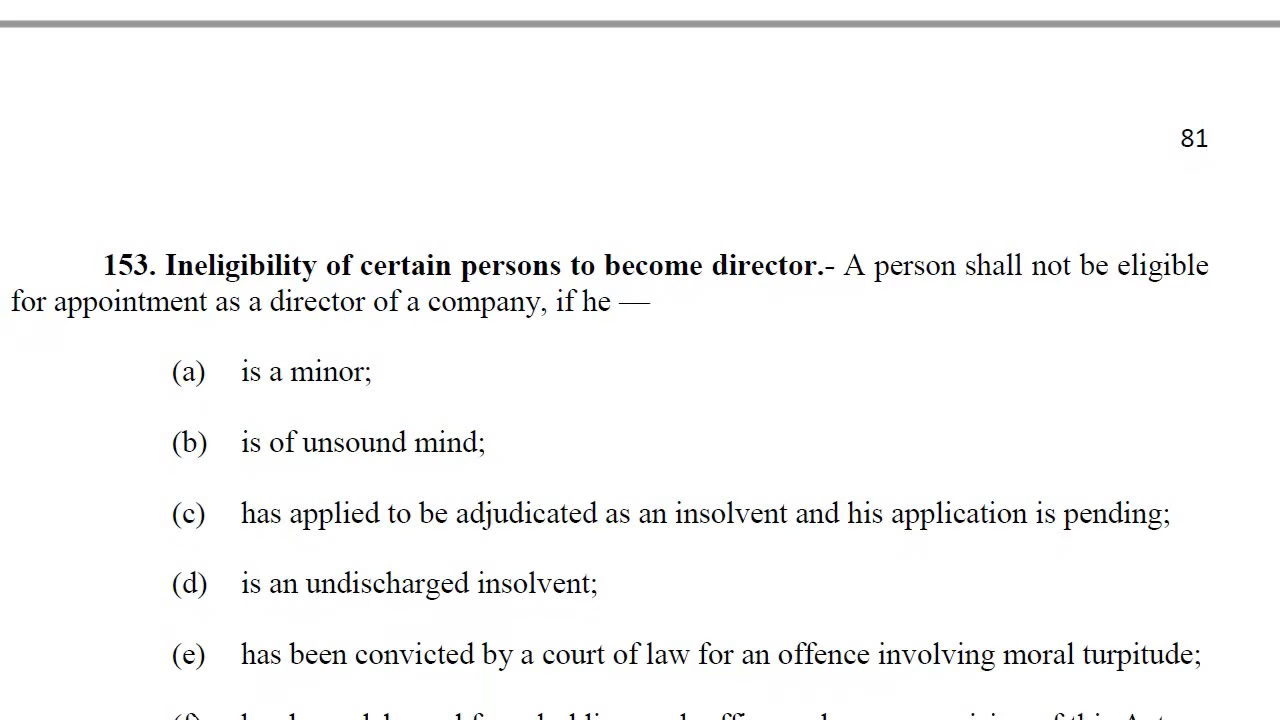 81
153. Ineligibility of certain persons to become director.- A person shall not be eligible
for appointment as a director of a company, if he —
(a) is a minor;
(b) is of unsound mind;
(c) has applied to be adjudicated as an insolvent and his application is pending;
(d) is an undischarged insolvent;
(e) has been convicted by a court of law for an offence involving moral turpitude;